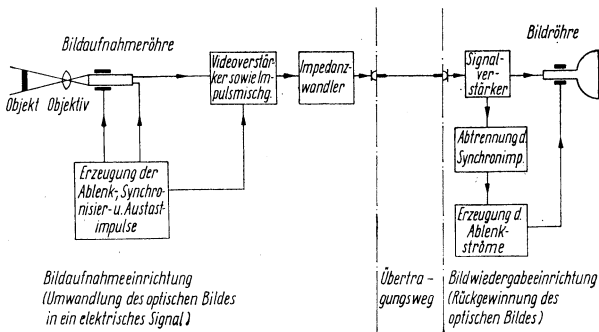 Bildaufnahmeröhre
Bildröhre
Objekt Objektiv
Videoverstär-
ker sowie Im-
pulsmischg.
Impedanz-
wandler
Signal-
ver-
stärker
Abtrennung d.
Synchronimp.
Erzeugung der
Ablenk-, Synchro-
nisier- u. Austast-
impulse
Erzeugung d.
Ablenk-
ströme
Bildaufnahmeeinrichtung
(Umwandlung des optischen Bildes
in ein elektrisches Signal)
Übertra-
gungsweg
Bildwiedergabeeinrichtung
(Rückgewinnung des
optischen Bildes)